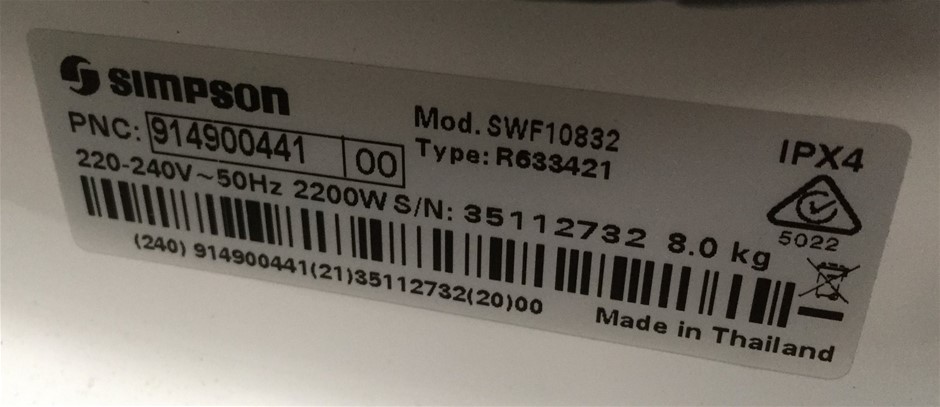 SIMPSON
Mod. SWF10832
IPX4
PNC: 914900441 00
Type: R633421
220-240V~50Hz 2200W S/N: 35112732 8.0 kg
5022
(240) 914900441(21)35112732(20)00
Made in Thailand